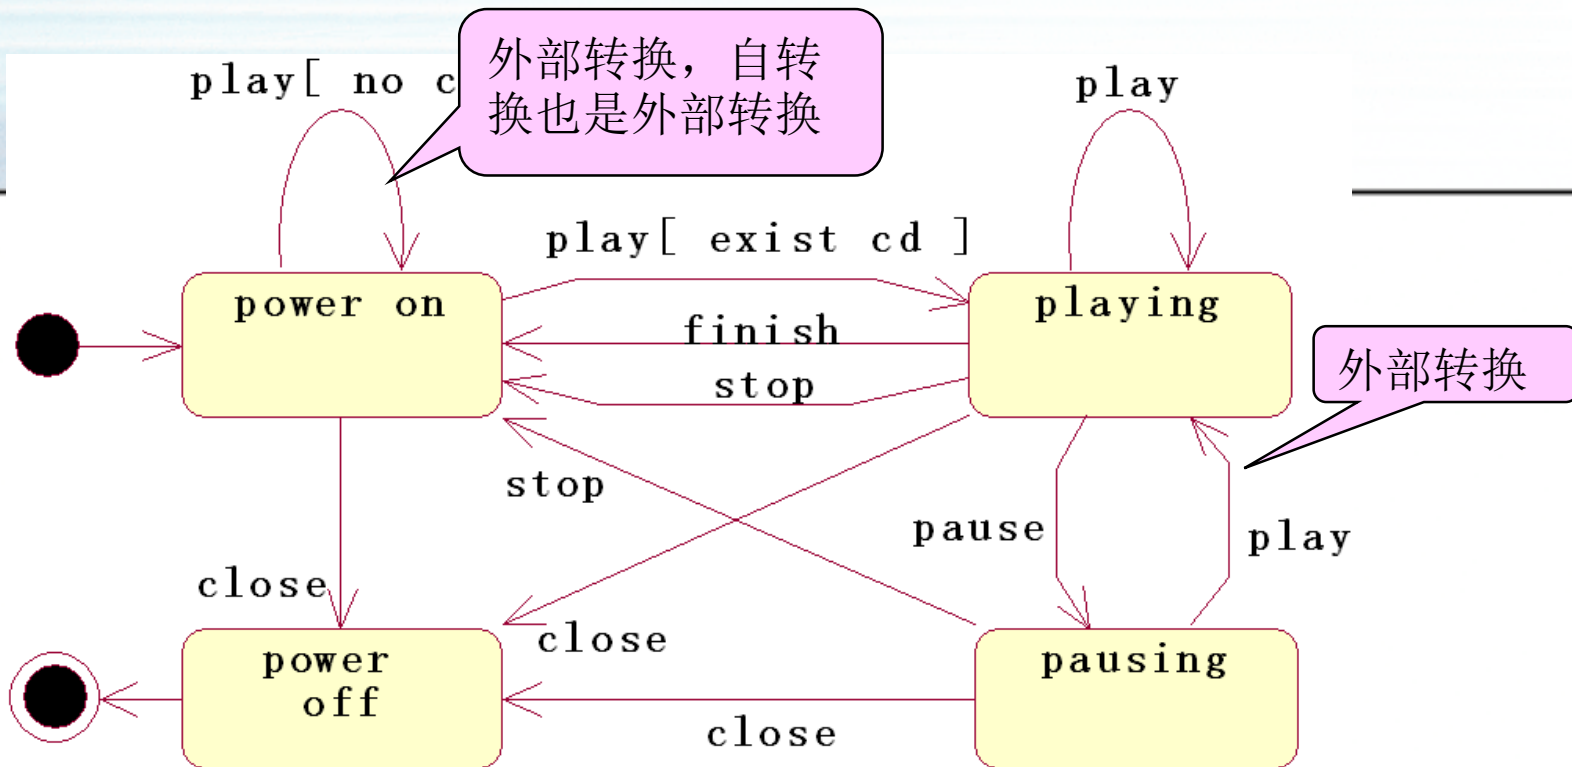 外部转换，自转
换也是外部转换
play[ no c
play
play[ exist cd ]
power on
playing
finish
外部转换
stop
stop
pause
play
close
close
power
off
pausing
close